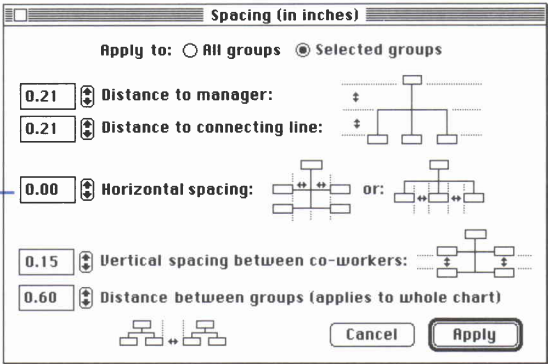 Spacing (in inches)
Apply to: All groups Selected groups
0.21 Distance to manager:
0.21 Distance to connecting line:
0.00 Horizontal spacing: or:
0.15 Vertical spacing between co-workers:
0.60 Distance between groups (applies to whole chart)
Cancel Apply